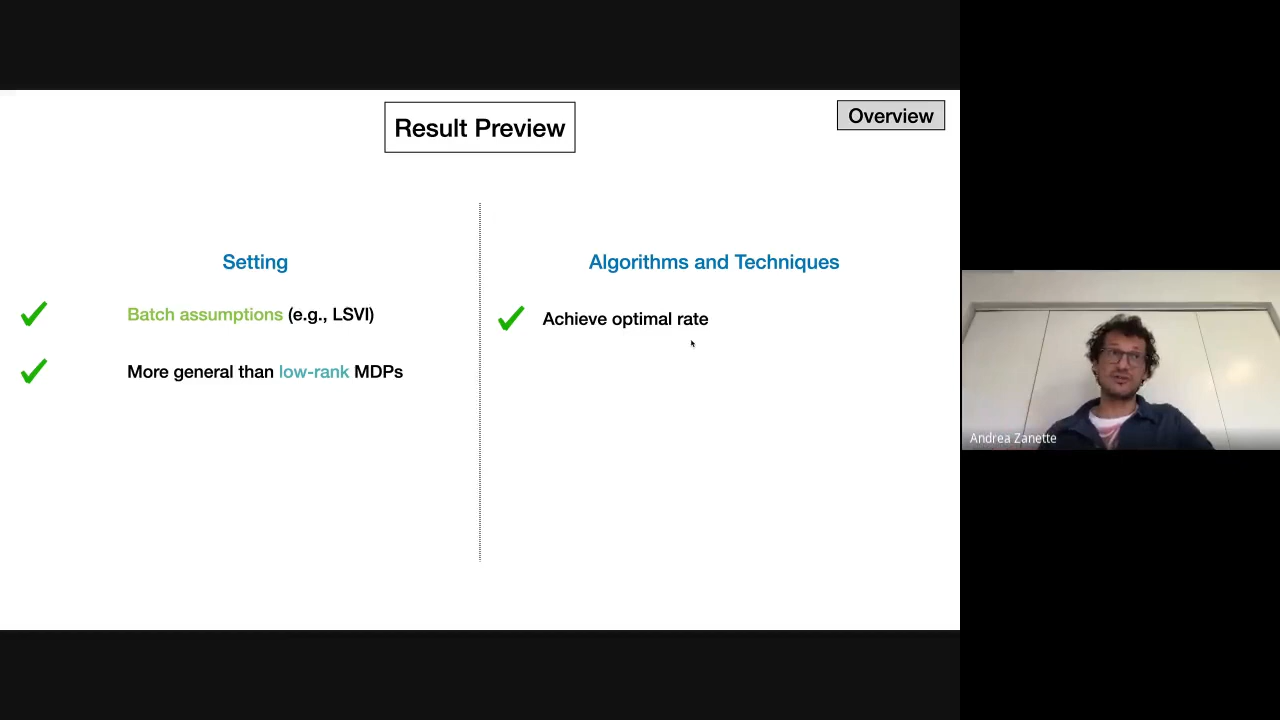 Result Preview
Overview
Setting
Batch assumptions (e.g., LSVI)
More general than low-rank MDPs
Algorithms and Techniques
Achieve optimal rate
Andrea Zanette